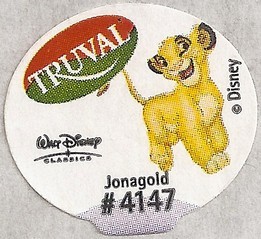 TRUVAL
© Disney
WALT DISNEY
CLASSICS
Jonagold
#4147